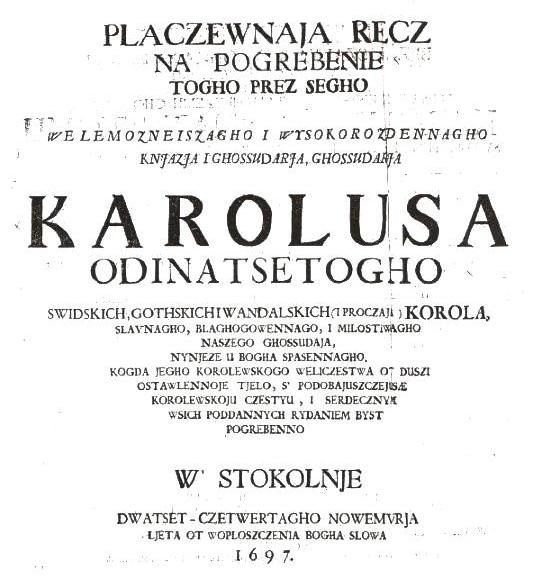 PLACZEWNAJA RECZ
NA POGREBENIE
TOGHO PREZ SEGHO
WELEMOZNEISZAGHO I WYSOKOROZDENNAGHO
KNJAZJA I GHOSSUDARJA, GHOSSUDARJA
KAROLUSA
ODINATSETOGHO
SWIDSKICH, GOTHSKICH I WANDALSKICH (I PROCZAJI) KOROLA,
SLAVNAGHO, BLAGHOGOWENNAGO, I MILOSTIWAGHO
NASZEGO GHOSSUDAJA,
NYNJEZE U BOGHA SPASENNAGHO.
KOGDA JEGHO KOROLEWSKOGO WELICZESTWA OT DUSZI
OSTAWLENNOJE TJELO, S' PODOBAJUSZCZEJUSÆ
KOROLEWSKOJU CZESTYU, I SERDECZNYM
WSICH PODDANNYCH RYDANIEM BYST
POGREBENNO
W' STOKOLNJE
DWATSET-CZETWERTAGHO NOWEMVRJA
LJETA OT WOPLOSZCZENIA BOGHA SLOWA
1697.